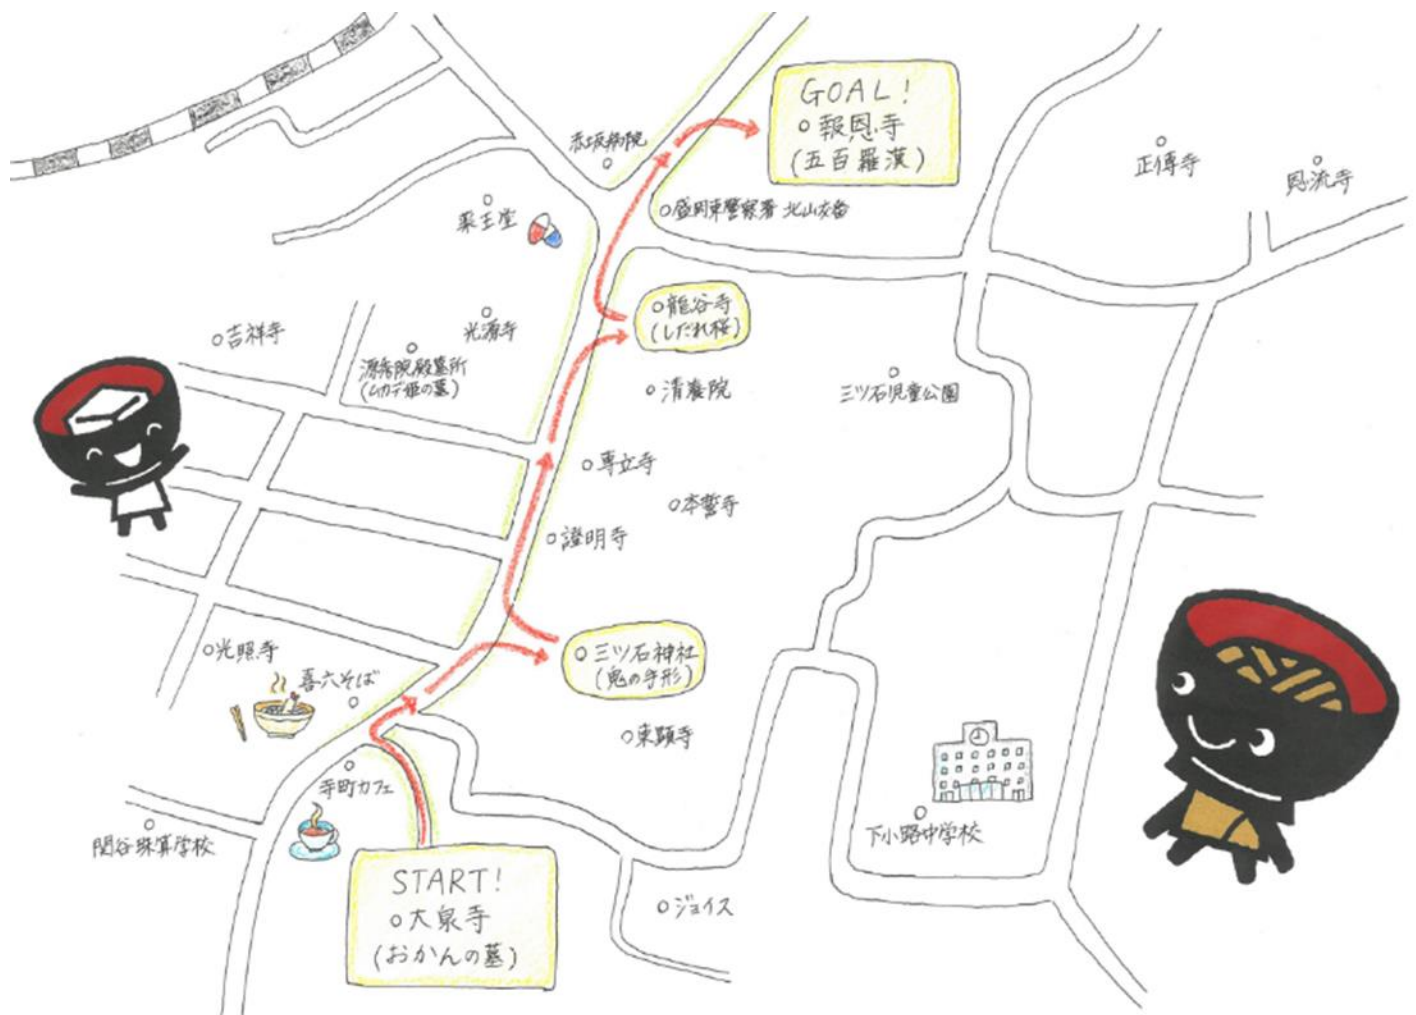 GOAL!
○報恩寺
(五百羅漢)
赤坂病院
正傳寺
恩流寺
薬王堂
○盛岡東警察署 北山交番
○龍谷寺
(しだれ桜)
○吉祥寺
光源寺
源秀院殿墓所
(ムカデ姫の墓)
○清養院
三ツ石児童公園
○専立寺
○本誓寺
○證明寺
○光照寺
喜六そば
○三ツ石神社
(鬼の手形)
○東顕寺
寺町カフェ
関谷珠算学校
下小路中学校
START!
○大泉寺
(おかんの墓)
○ジョイス